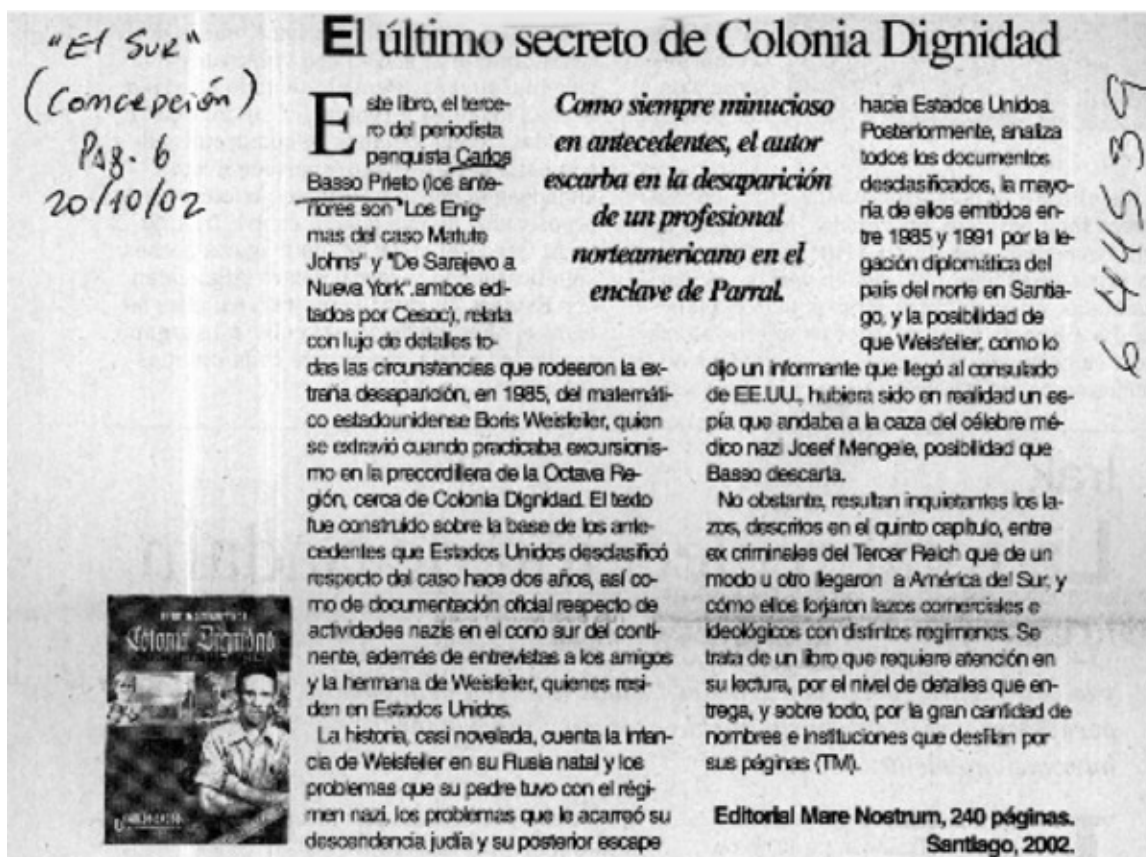 "El Sur"
(Concepción)
Pág. 6
20/10/02
El último secreto de Colonia Dignidad
Este libro, el terce-
ro del periodista
penquista Carlos
Basso Prieto (los ante-
riores son "Los Enig-
mas del caso Matute
Johns" y "De Sarajevo a
Nueva York", ambos edi-
tados por Cesoc), relata
con lujo de detalles to-
das las circunstancias que rodearon la ex-
traña desaparición, en 1985, del matemáti-
co estadounidense Boris Weisfeiler, quien
se extravió cuando practicaba excursionis-
mo en la precordillera de la Octava Re-
gión, cerca de Colonia Dignidad. El texto
fue construido sobre la base de los ante-
cedentes que Estados Unidos desclasificó
respecto del caso hace dos años, así co-
mo de documentación oficial respecto de
actividades nazis en el cono sur del conti-
nente, además de entrevistas a los amigos
y la hermana de Weisfeiler, quienes resi-
den en Estados Unidos.
La historia, casi novelada, cuenta la infan-
cia de Weisfeiler en su Rusia natal y los
problemas que su padre tuvo con el régi-
men nazi, los problemas que le acarreó su
descendencia judía y su posterior escape
Como siempre minucioso
en antecedentes, el autor
escarba en la desaparición
de un profesional
norteamericano en el
enclave de Parral.
hacia Estados Unidos.
Posteriormente, analiza
todos los documentos
desclasificados, la mayo-
ría de ellos emitidos en-
tre 1985 y 1991 por la le-
gación diplomática del
país del norte en Santia-
go, y la posibilidad de
que Weisfeiler, como lo
dijo un informante que llegó al consulado
de EE.UU., hubiera sido en realidad un es-
pía que andaba a la caza del célebre mé-
dico nazi Josef Mengele, posibilidad que
Basso descarta.
No obstante, resultan inquietantes los la-
zos, descritos en el quinto capítulo, entre
ex criminales del Tercer Reich que de un
modo u otro llegaron a América del Sur, y
cómo ellos forjaron lazos comerciales e
ideológicos con distintos regímenes. Se
trata de un libro que requiere atención en
su lectura, por el nivel de detalles que en-
trega, y sobre todo, por la gran cantidad de
nombres e instituciones que desfilan por
sus páginas (TM).
Editorial Mare Nostrum, 240 páginas.
Santiago, 2002.
Colonia Dignidad